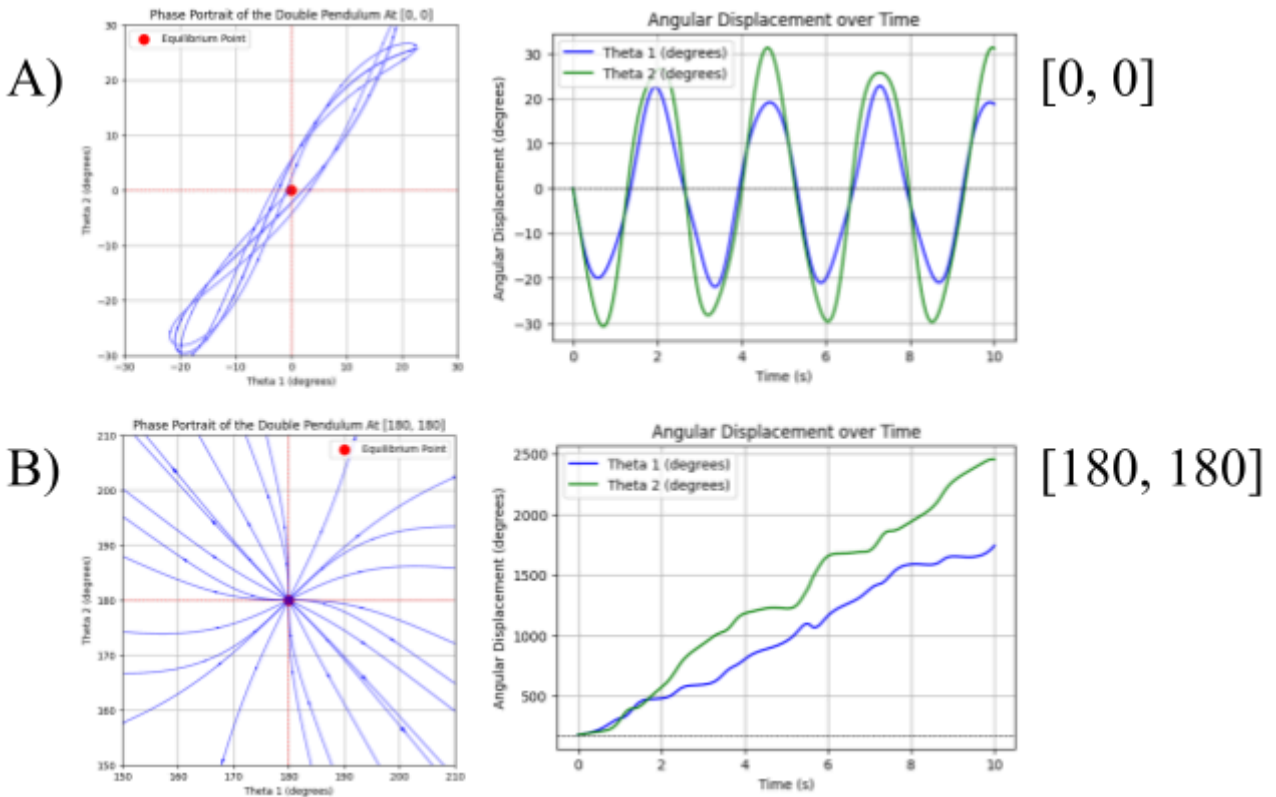 A)
Phase Portrait of the Double Pendulum At [0, 0]
Equilibrium Point
30
20
10
0
−10
−20
−30
Theta 2 (degrees)
−30 −20 −10 0 10 20 30
Theta 1 (degrees)
Angular Displacement over Time
Theta 1 (degrees)
Theta 2 (degrees)
30
20
10
0
−10
−20
−30
Angular Displacement (degrees)
0 2 4 6 8 10
Time (s)
[0, 0]
B)
Phase Portrait of the Double Pendulum At [180, 180]
Equilibrium Point
210
200
190
180
170
160
150
Theta 2 (degrees)
150 160 170 180 190 200 210
Theta 1 (degrees)
Angular Displacement over Time
Theta 1 (degrees)
Theta 2 (degrees)
2500
2000
1500
1000
500
Angular Displacement (degrees)
0 2 4 6 8 10
Time (s)
[180, 180]